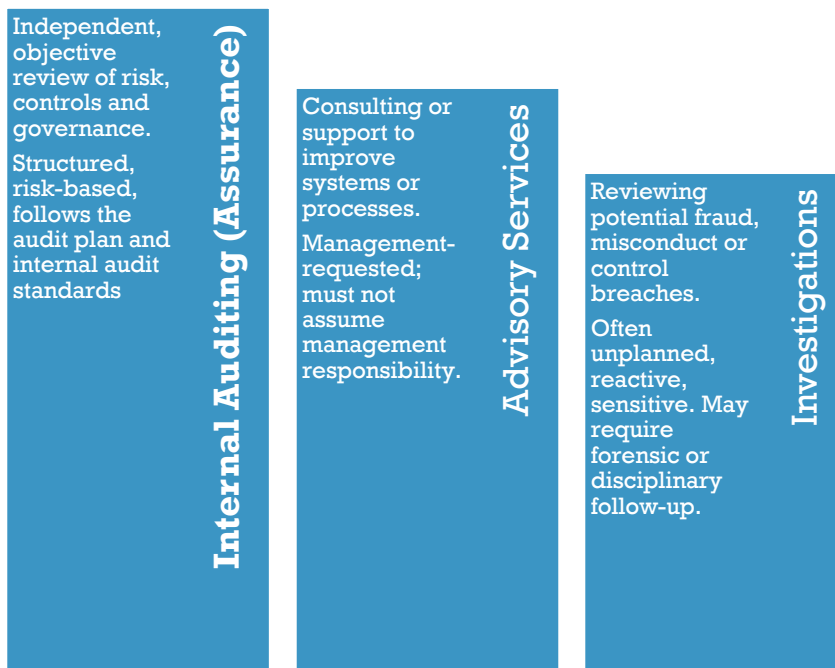 Independent,
objective
review of risk,
controls and
governance.
Structured,
risk-based,
follows the
audit plan and
internal audit
standards
Internal Auditing (Assurance)
Consulting or
support to
improve
systems or
processes.
Management-
requested;
must not
assume
management
responsibility.
Advisory Services
Reviewing
potential fraud,
misconduct or
control
breaches.
Often
unplanned,
reactive,
sensitive. May
require
forensic or
disciplinary
follow-up.
Investigations